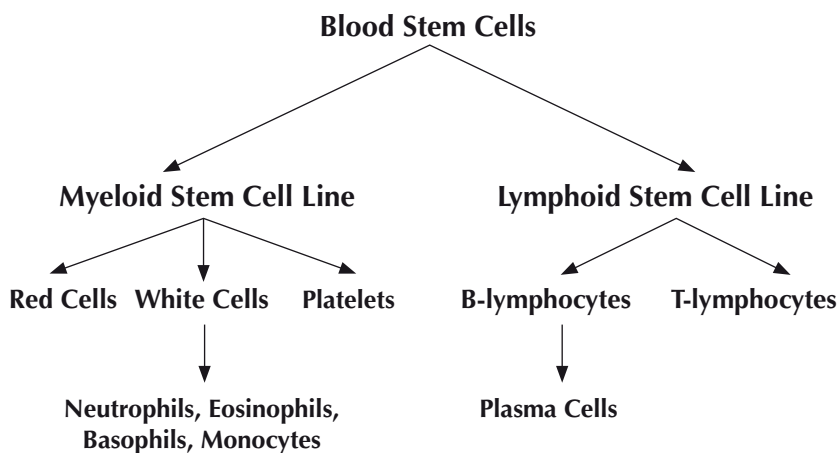 Blood Stem Cells
Myeloid Stem Cell Line
Lymphoid Stem Cell Line
Red Cells
White Cells
Platelets
B-lymphocytes
T-lymphocytes
Neutrophils, Eosinophils,
Basophils, Monocytes
Plasma Cells